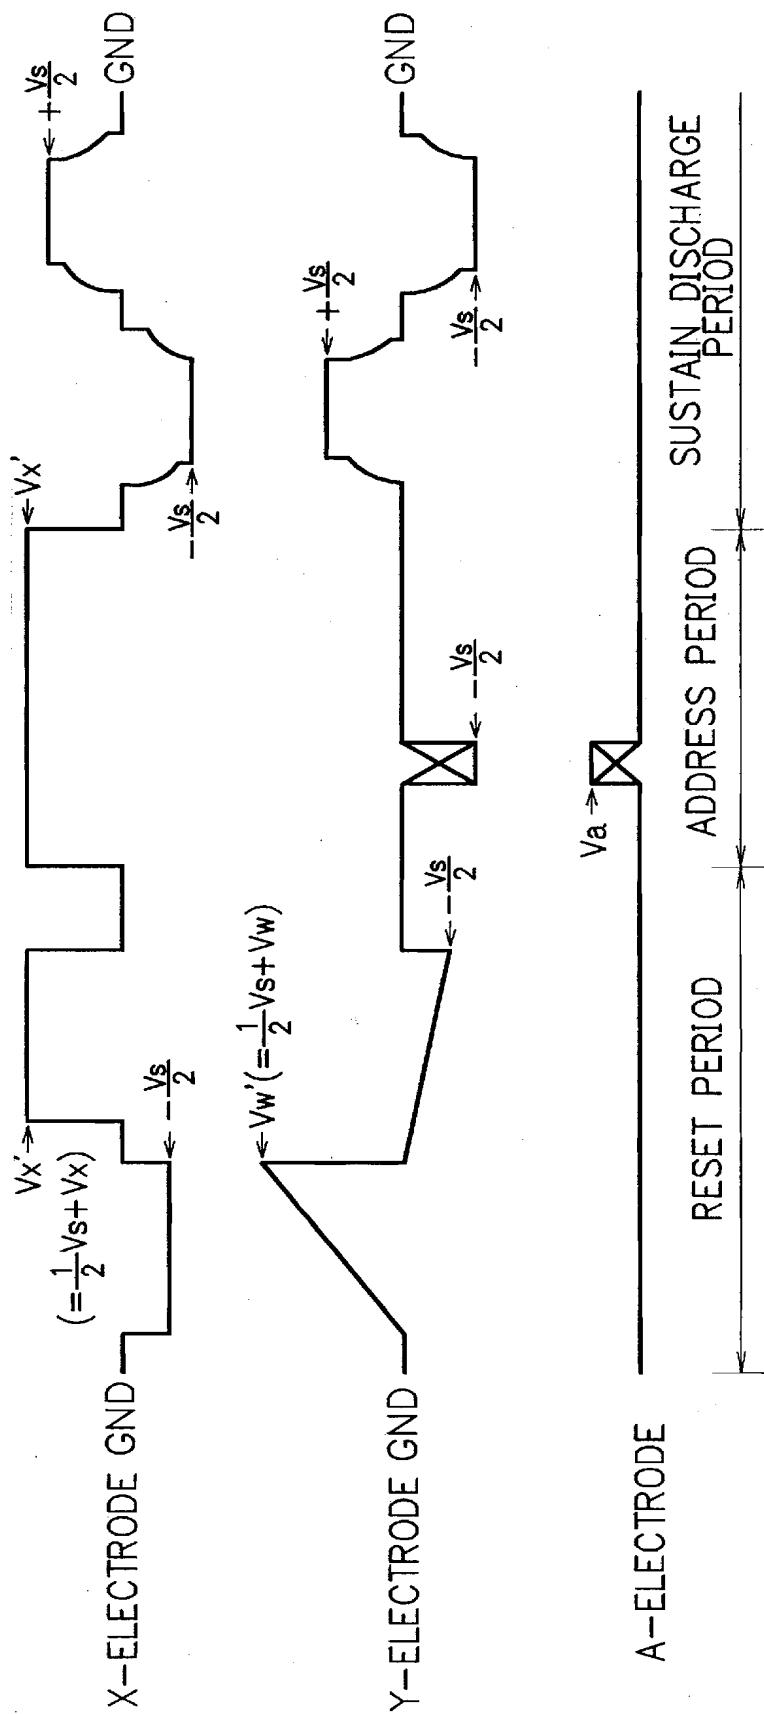 X-ELECTRODE GND
Vx'
(=1/2Vs+Vx)
-Vs/2
Vx'
-Vs/2
+Vs/2
GND
Y-ELECTRODE GND
Vw'(=1/2Vs+Vw)
-Vs/2
-Vs/2
+Vs/2
-Vs/2
GND
A-ELECTRODE
Va
RESET PERIOD
ADDRESS PERIOD
SUSTAIN DISCHARGE
PERIOD